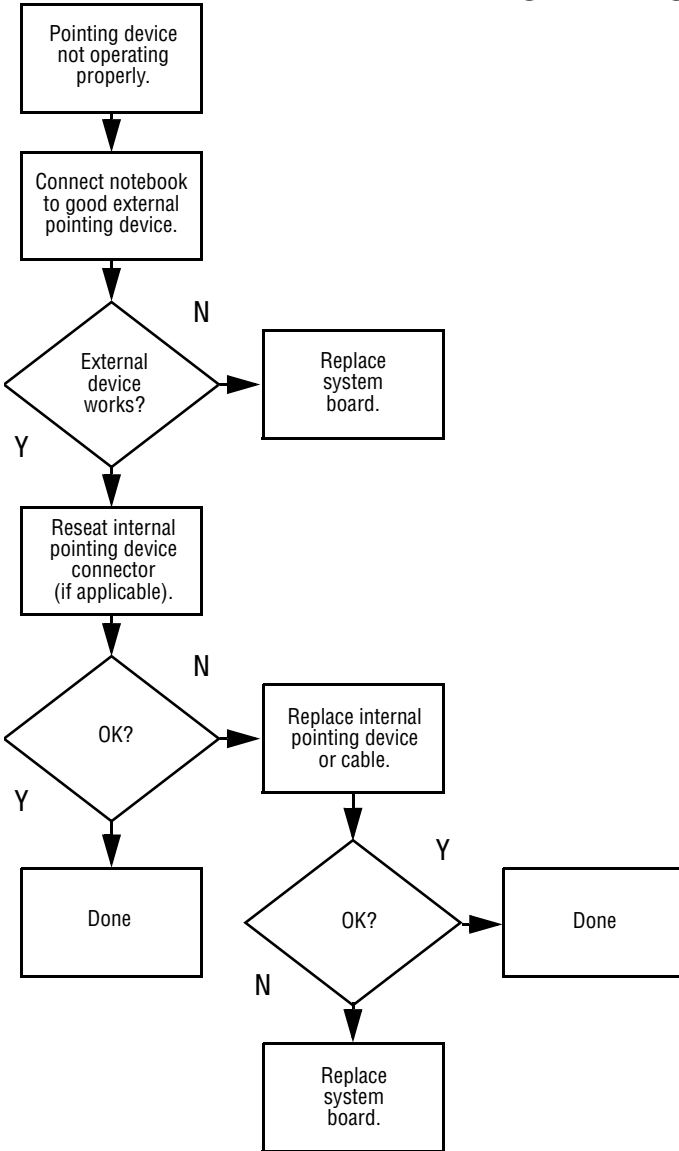 Pointing device
not operating
properly.
Connect notebook
to good external
pointing device.
N
External
device
works?
Replace
system
board.
Y
Reseat internal
pointing device
connector
(if applicable).
N
OK?
Replace internal
pointing device
or cable.
Y
Y
Done
OK?
Done
N
Replace
system
board.